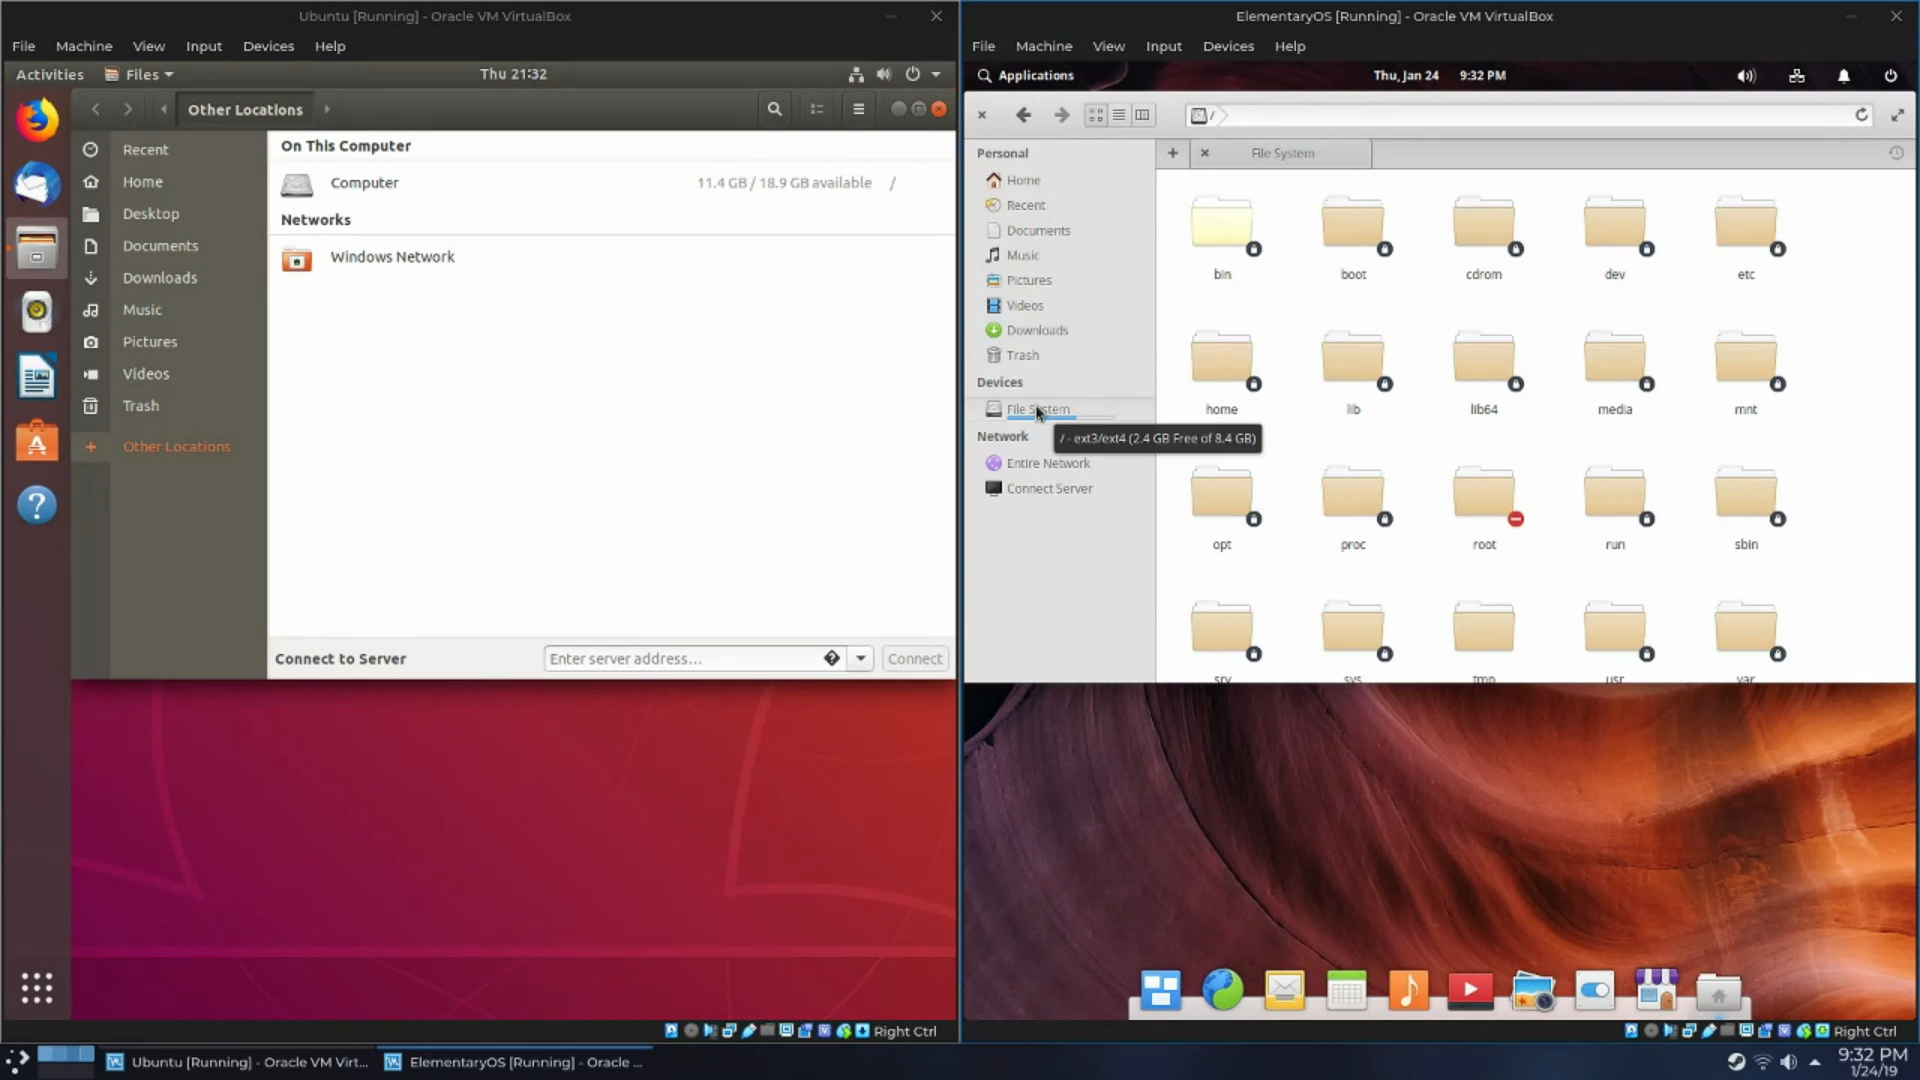 Ubuntu [Running] - Oracle VM VirtualBox
File Machine View Input Devices Help
Activities Files Thu 21:32
Other Locations
Recent
Home
Desktop
Documents
Downloads
Music
Pictures
Videos
Trash
Other Locations
On This Computer
Computer 11.4 GB / 18.9 GB available /
Networks
Windows Network
Connect to Server Enter server address... Connect
Right Ctrl
ElementaryOS [Running] - Oracle VM VirtualBox
File Machine View Input Devices Help
Applications Thu, Jan 24 9:32 PM
/
File System
Personal
Home
Recent
Documents
Music
Pictures
Videos
Downloads
Trash
Devices
File System
Network
/ - ext3/ext4 (2.4 GB Free of 8.4 GB)
Entire Network
Connect Server
bin boot cdrom dev etc
home lib lib64 media mnt
opt proc root run sbin
srv sys tmp usr var
Right Ctrl
Ubuntu [Running] - Oracle VM Virt...
ElementaryOS [Running] - Oracle ...
9:32 PM
1/24/19